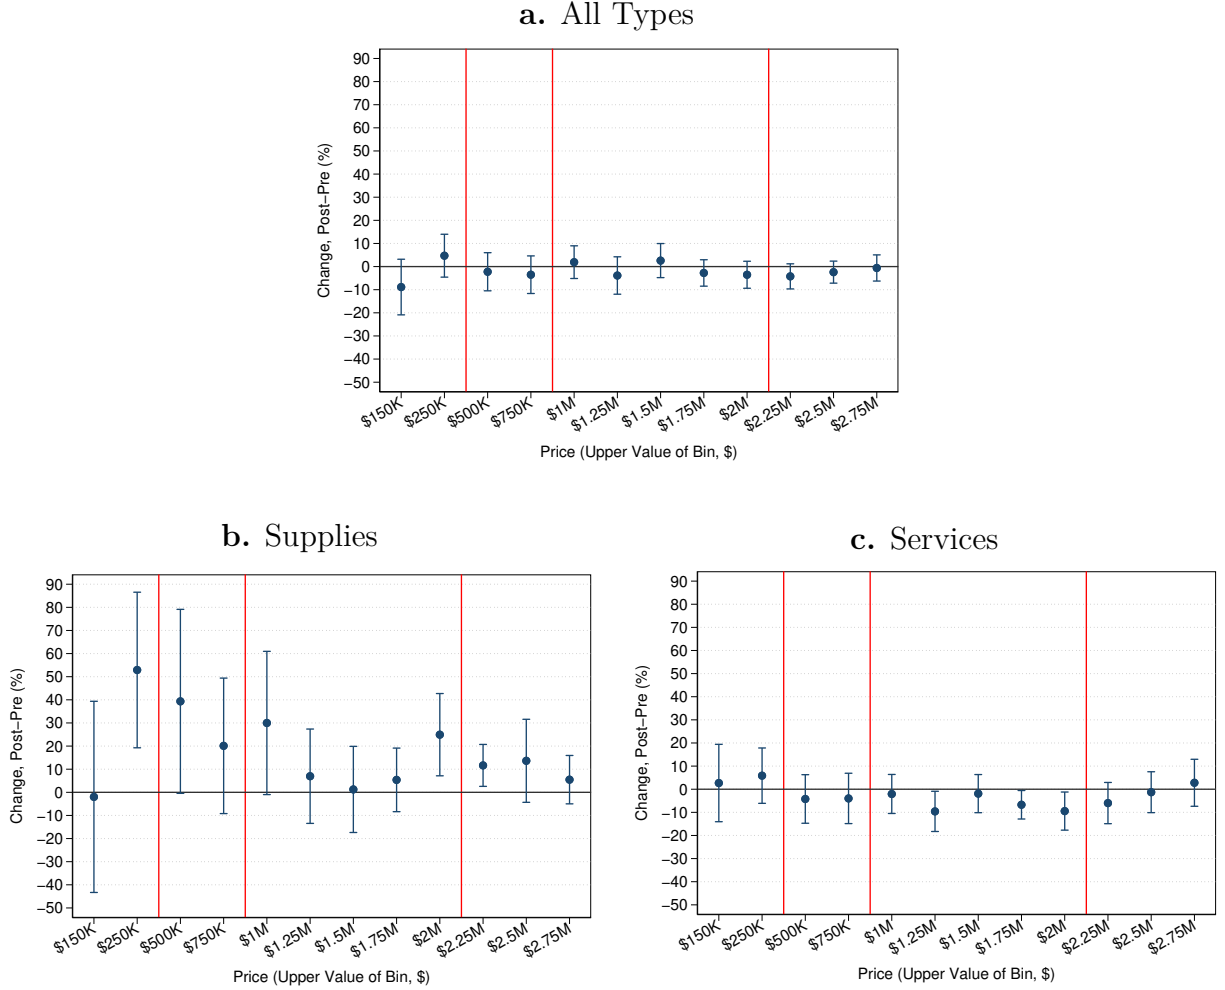 a. All Types
Change, Post−Pre (%)
90
80
70
60
50
40
30
20
10
0
−10
−20
−30
−40
−50
$150K
$250K
$500K
$750K
$1M
$1.25M
$1.5M
$1.75M
$2M
$2.25M
$2.5M
$2.75M
Price (Upper Value of Bin, $)
b. Supplies
Change, Post−Pre (%)
90
80
70
60
50
40
30
20
10
0
−10
−20
−30
−40
−50
$150K
$250K
$500K
$750K
$1M
$1.25M
$1.5M
$1.75M
$2M
$2.25M
$2.5M
$2.75M
Price (Upper Value of Bin, $)
c. Services
Change, Post−Pre (%)
90
80
70
60
50
40
30
20
10
0
−10
−20
−30
−40
−50
$150K
$250K
$500K
$750K
$1M
$1.25M
$1.5M
$1.75M
$2M
$2.25M
$2.5M
$2.75M
Price (Upper Value of Bin, $)